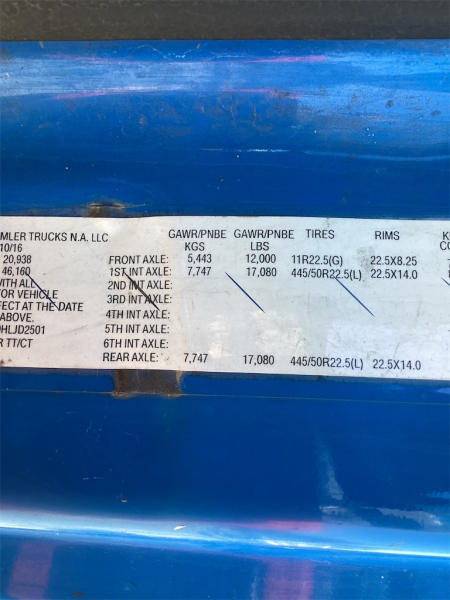 MLER TRUCKS N.A. LLC GAWR/PNBE GAWR/PNBE TIRES RIMS
10/16 KGS LBS
20,938 FRONT AXLE: 5,443 12,000 11R22.5(G) 22.5X8.25
46,160 1ST INT AXLE: 7,747 17,080 445/50R22.5(L) 22.5X14.0
WITH ALL 2ND INT AXLE:
OR VEHICLE 3RD INT AXLE:
FECT AT THE DATE 4TH INT AXLE:
ABOVE. 5TH INT AXLE:
HLJD2501 6TH INT AXLE:
R TT/CT REAR AXLE: 7,747 17,080 445/50R22.5(L) 22.5X14.0